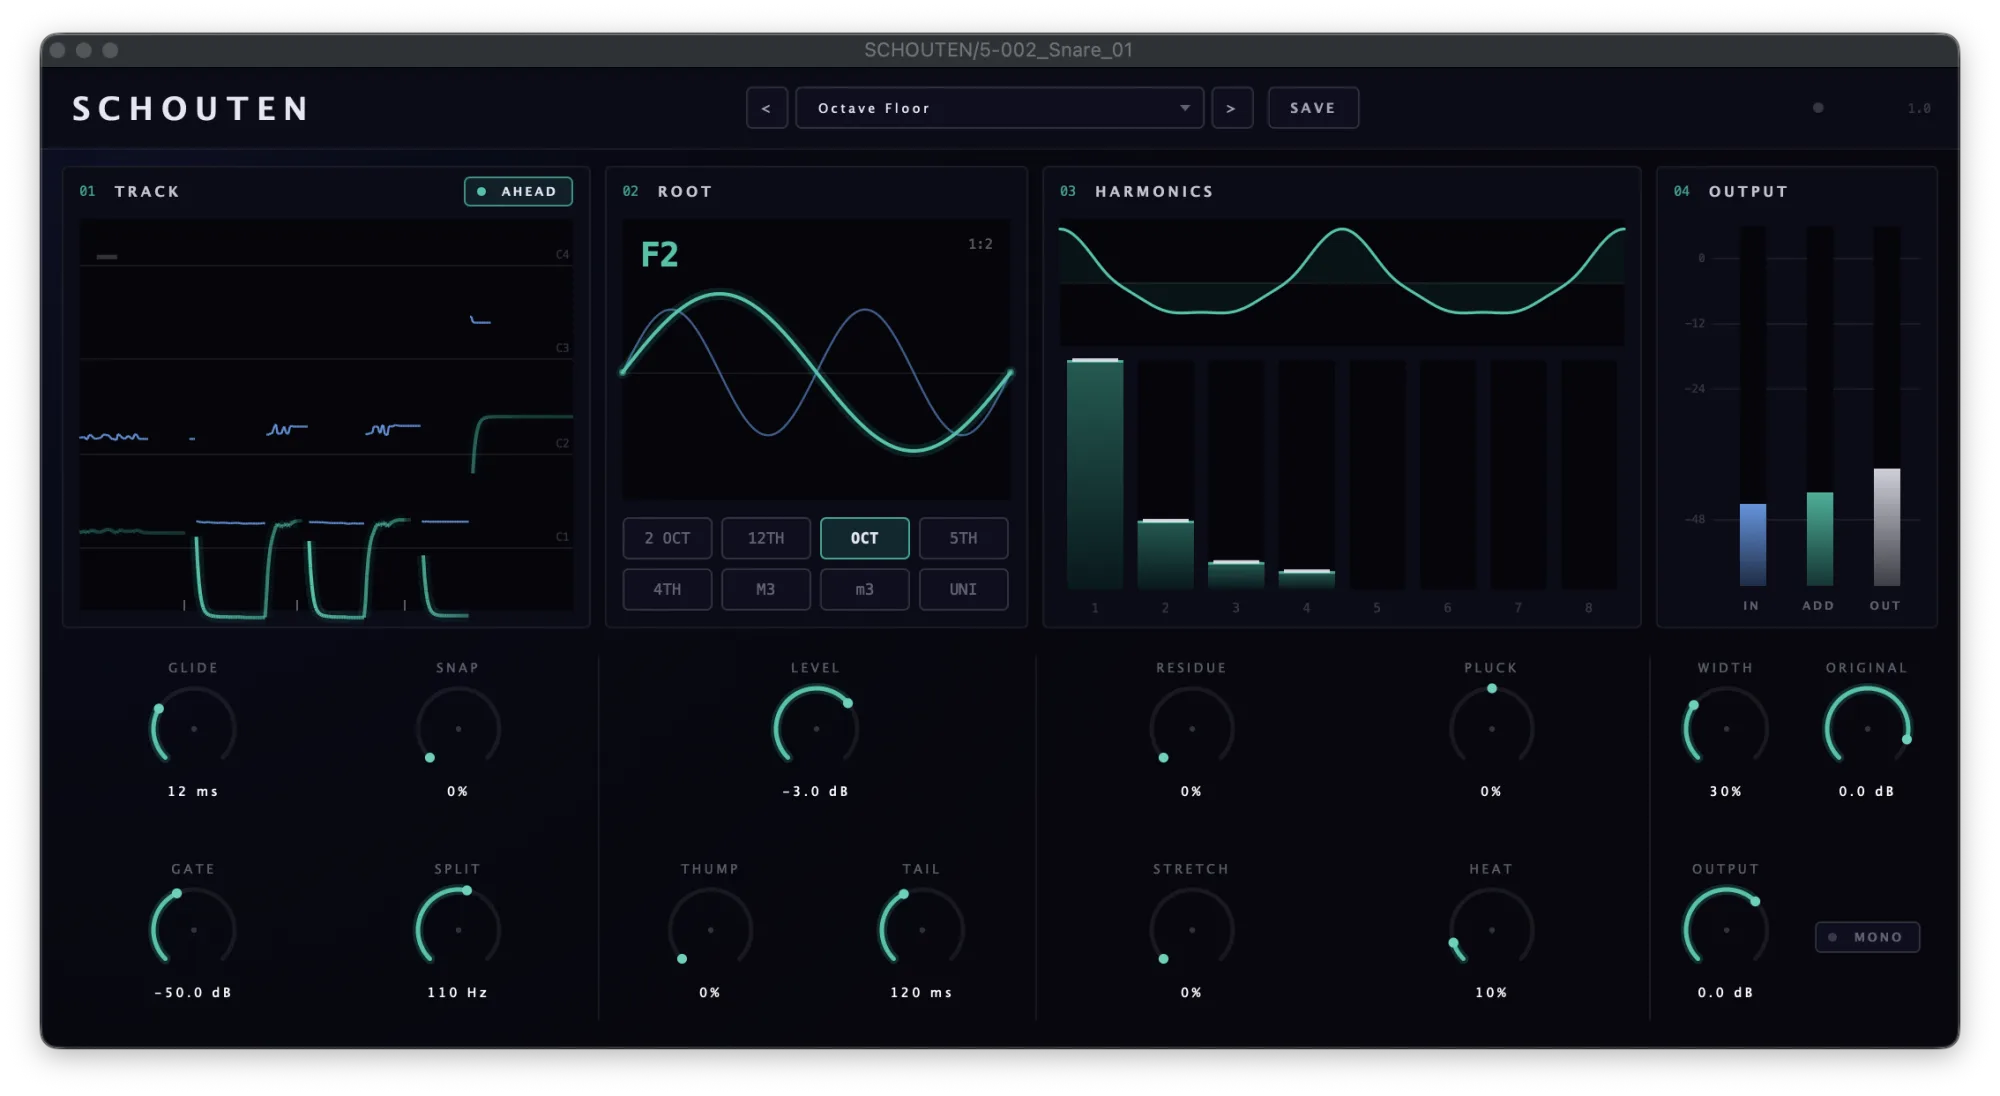 SCHOUTEN/5-002_Snare_01
SCHOUTEN
<
Octave Floor
>
SAVE
1.0
01 TRACK
AHEAD
C4
C3
C2
C1
02 ROOT
F2
1:2
2 OCT
12TH
OCT
5TH
4TH
M3
m3
UNI
03 HARMONICS
1 2 3 4 5 6 7 8
04 OUTPUT
0
-12
-24
-48
IN ADD OUT
GLIDE
12 ms
SNAP
0%
LEVEL
-3.0 dB
RESIDUE
0%
PLUCK
0%
WIDTH
30%
ORIGINAL
0.0 dB
GATE
-50.0 dB
SPLIT
110 Hz
THUMP
0%
TAIL
120 ms
STRETCH
0%
HEAT
10%
OUTPUT
0.0 dB
MONO